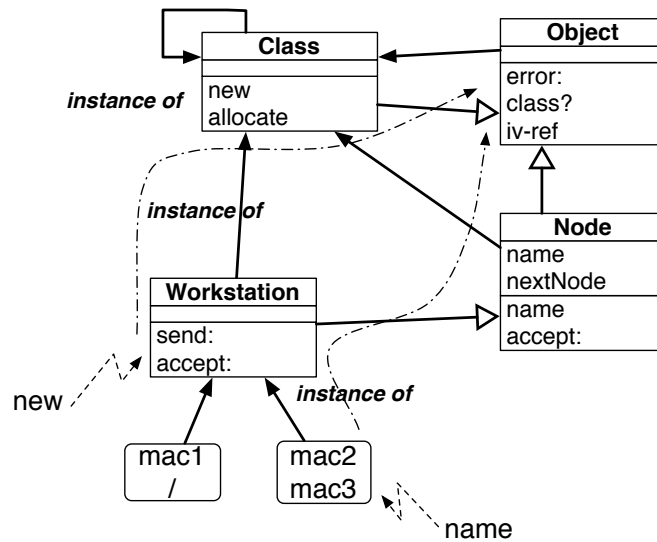 Class
Object
instance of
new
allocate
error:
class?
iv-ref
instance of
Node
name
nextNode
name
accept:
Workstation
send:
accept:
new
instance of
mac1
/
mac2
mac3
name